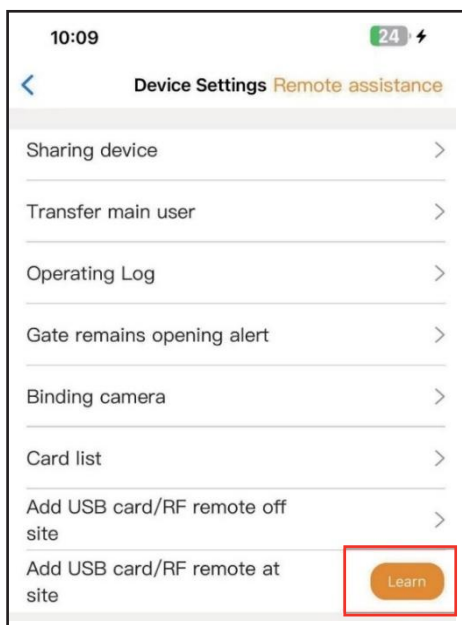 10:09
24
Device Settings Remote assistance
Sharing device
Transfer main user
Operating Log
Gate remains opening alert
Binding camera
Card list
Add USB card/RF remote off
site
Add USB card/RF remote at
site
Learn